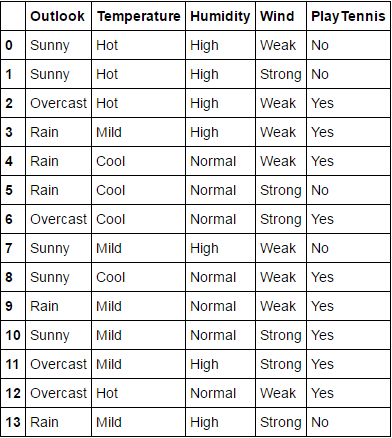 Outlook Temperature Humidity Wind PlayTennis
0 Sunny Hot High Weak No
1 Sunny Hot High Strong No
2 Overcast Hot High Weak Yes
3 Rain Mild High Weak Yes
4 Rain Cool Normal Weak Yes
5 Rain Cool Normal Strong No
6 Overcast Cool Normal Strong Yes
7 Sunny Mild High Weak No
8 Sunny Cool Normal Weak Yes
9 Rain Mild Normal Weak Yes
10 Sunny Mild Normal Strong Yes
11 Overcast Mild High Strong Yes
12 Overcast Hot Normal Weak Yes
13 Rain Mild High Strong No